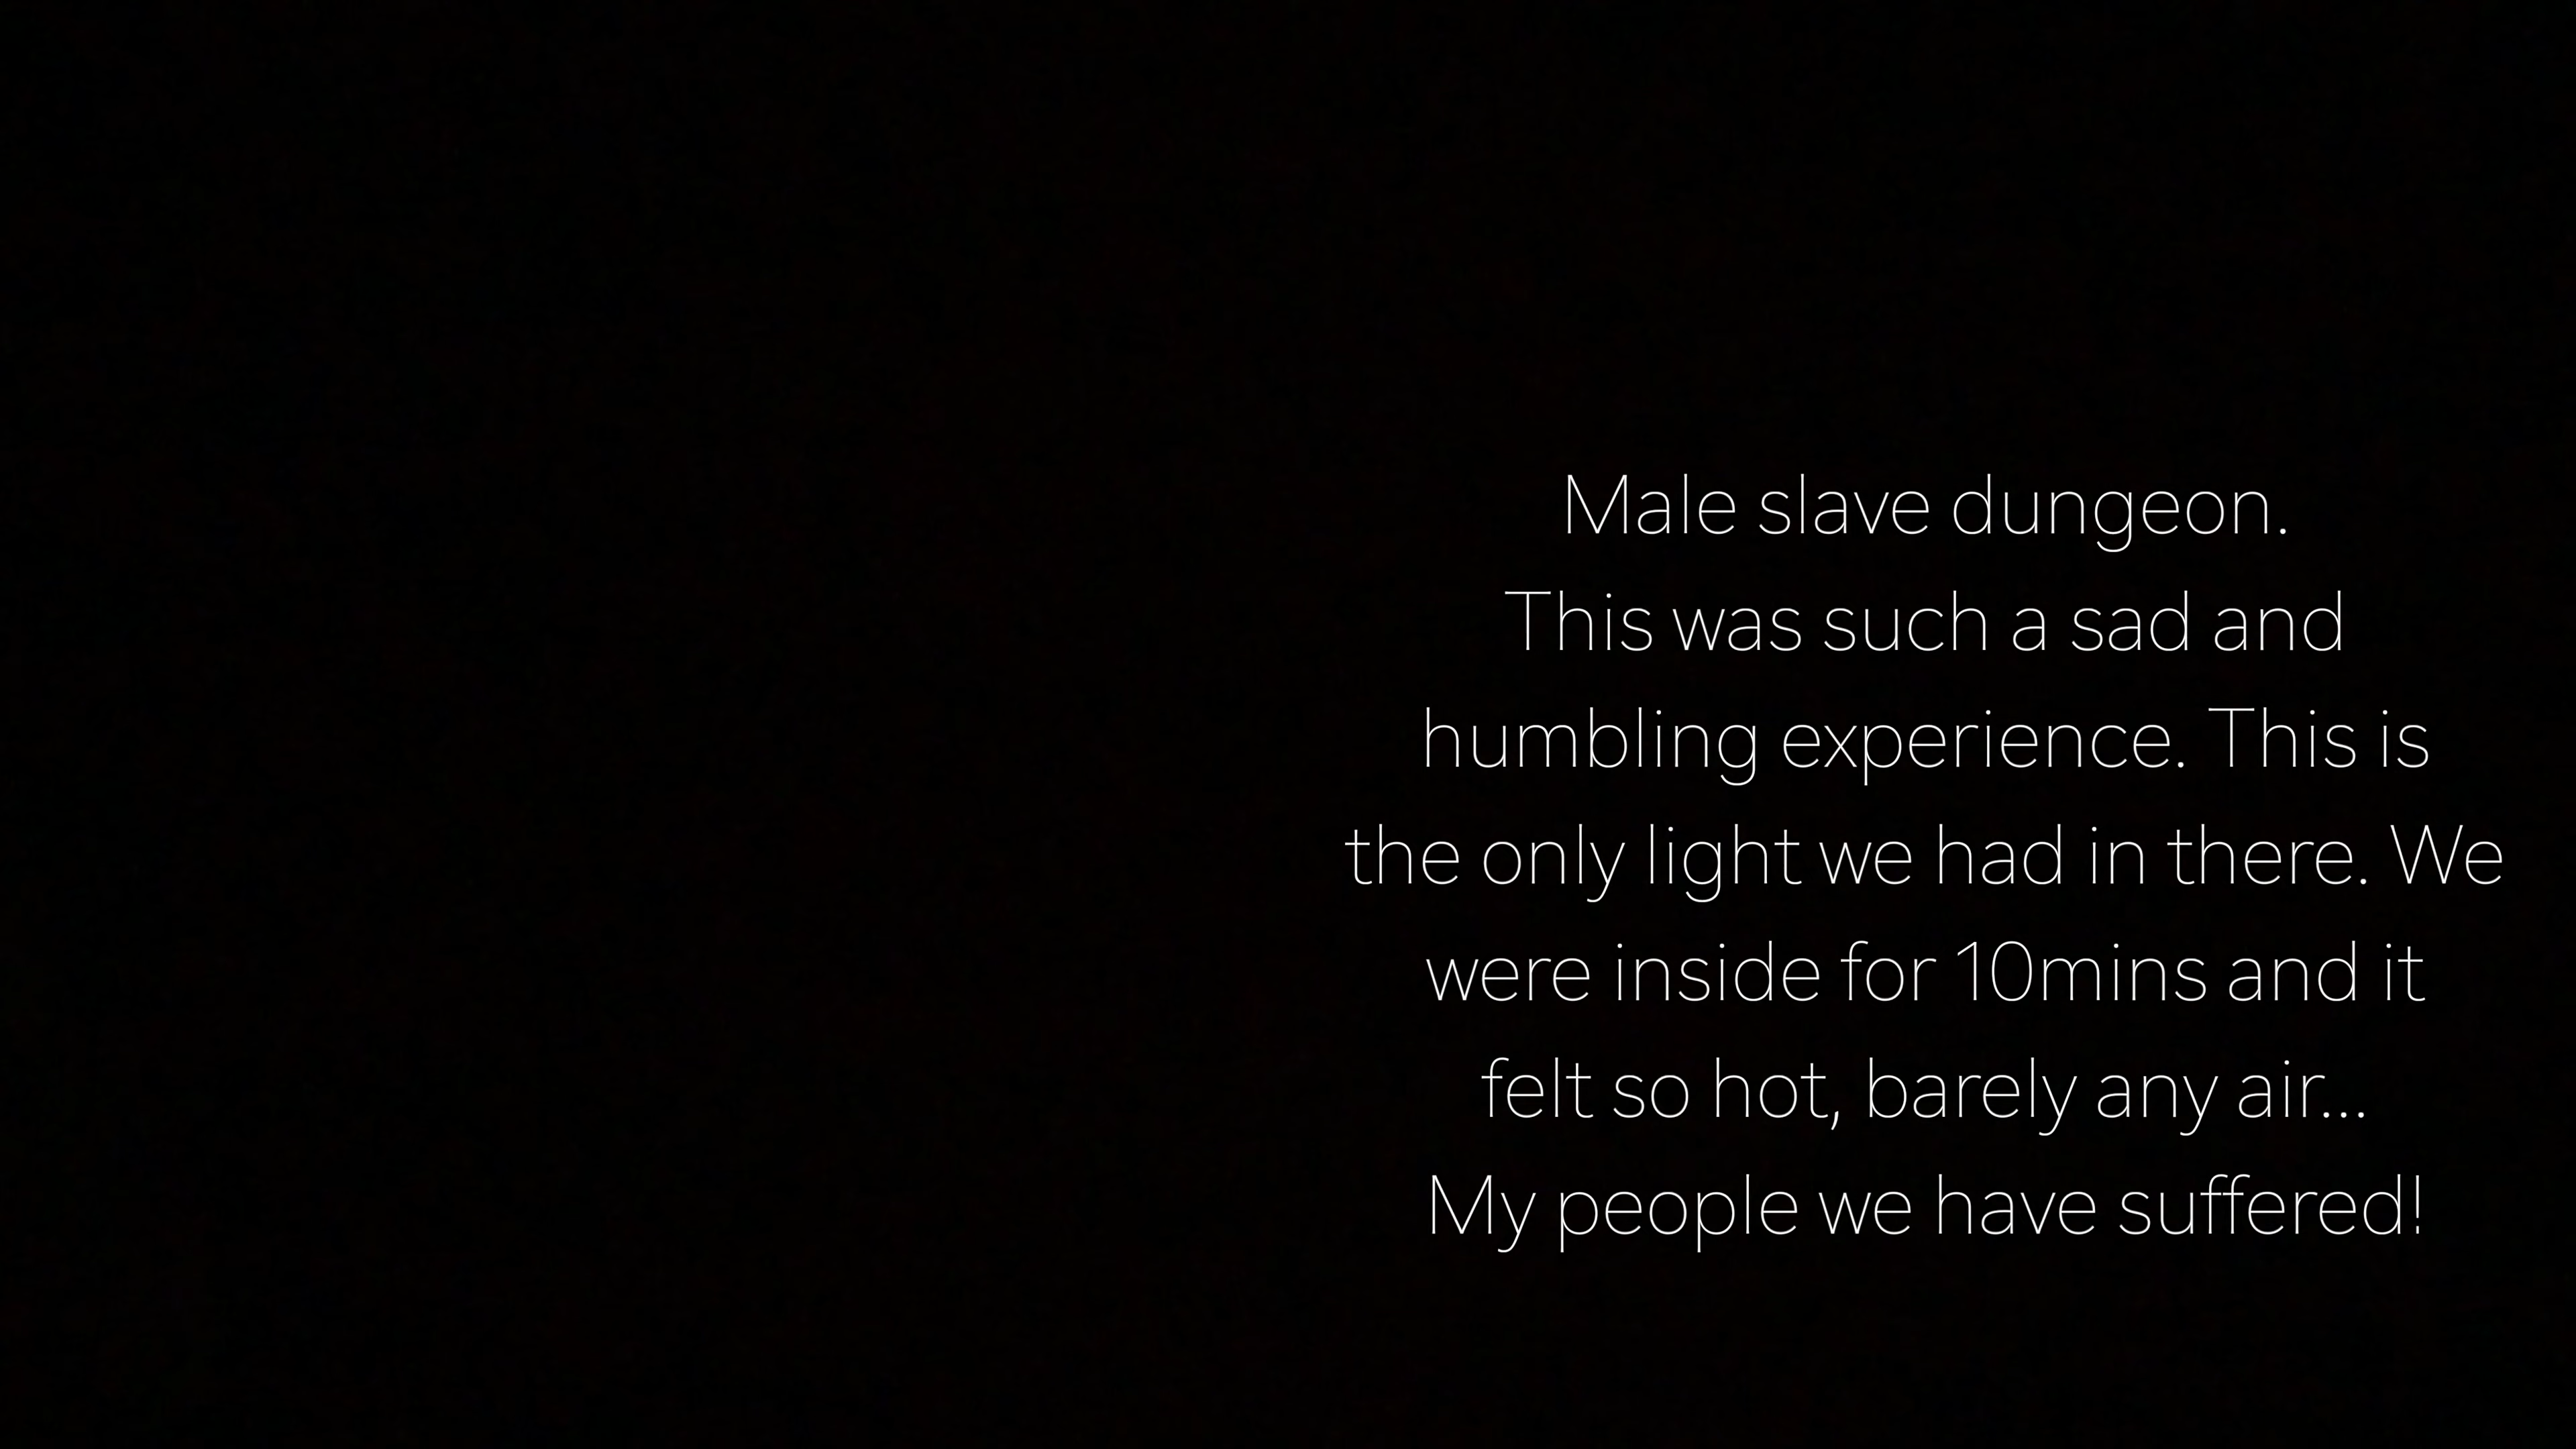 Male slave dungeon.
This was such a sad and
humbling experience. This is
the only light we had in there. We
were inside for 10mins and it
felt so hot, barely any air...
My people we have suffered!